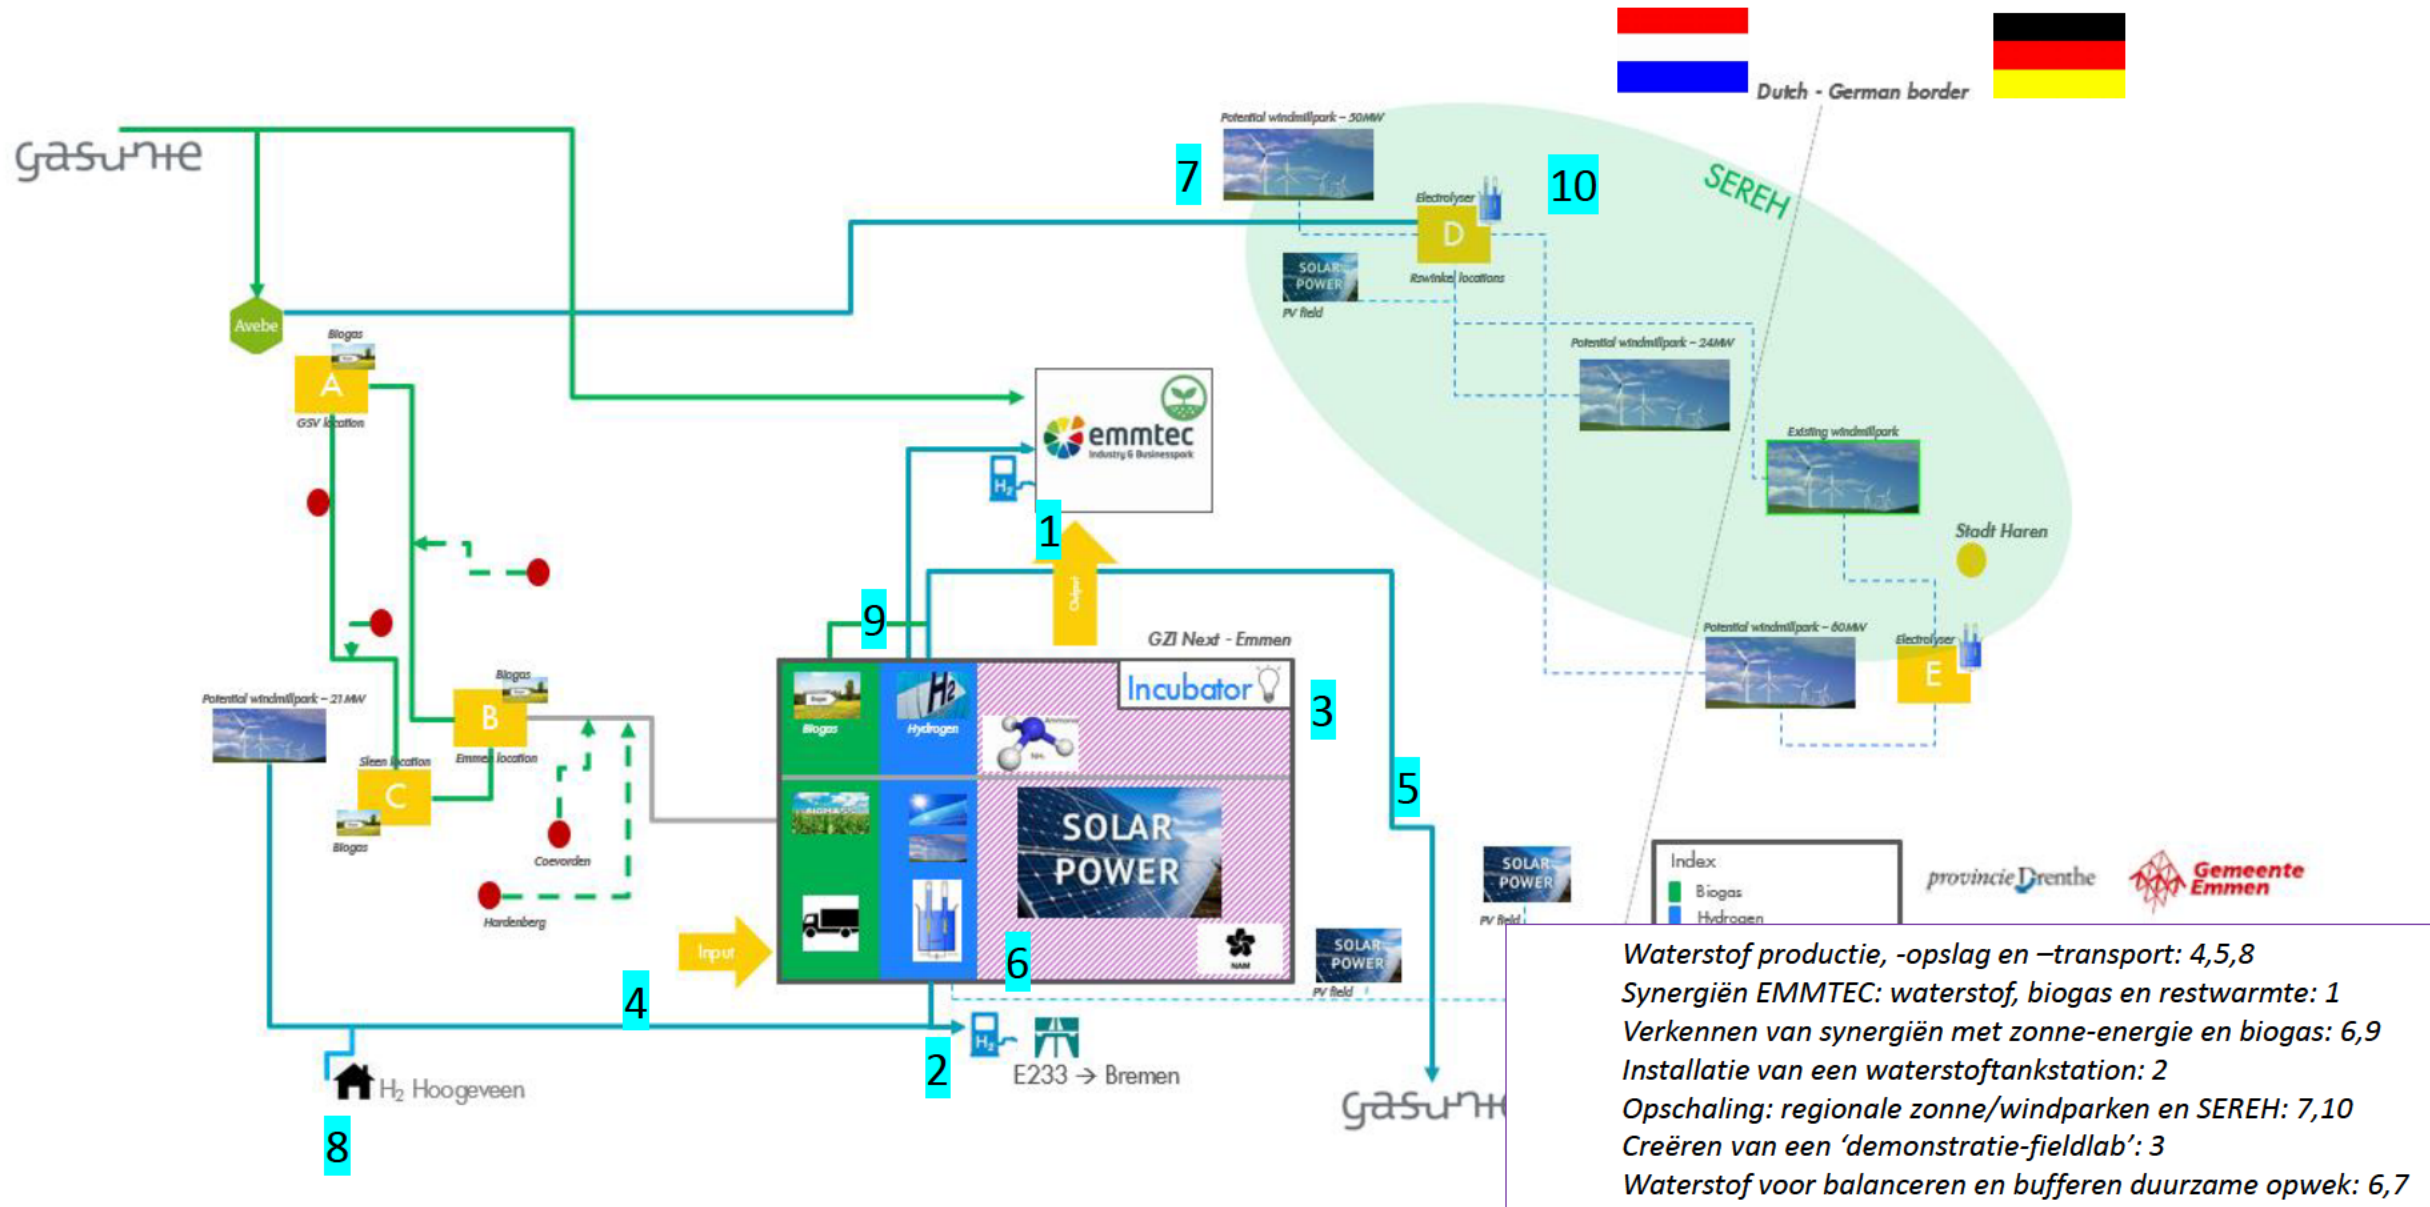 Dutch - German border
gasunie
Potential windmillpark – 50MW
7
10
SEREH
Electrolyser
D
Rswinkel locations
SOLAR
POWER
PV field
Avebe
Biogas
A
GSV location
Potential windmillpark – 24MW
emmtec
Industry & Businesspark
H₂
Existing windmillpark
1
Stadt Haren
Output
9
GZI Next - Emmen
Potential windmillpark – 60MW
Electrolyser
E
Potential windmillpark – 21MW
Biogas
B
Emmen location
Sleen location
C
Biogas
Biogas
H2
Hydrogen
Incubator
Ammonia
NH₃
3
5
BIOMASS
SOLAR
POWER
Coevorden
Hardenberg
Input
NAM
6
4
SOLAR
POWER
PV field
SOLAR
POWER
PV field
Index
Biogas
Hydrogen
provincie Drenthe
Gemeente
Emmen
H₂
2
E233 → Bremen
H₂ Hoogeveen
8
gasunie
Waterstof productie, -opslag en –transport: 4,5,8
Synergiën EMMTEC: waterstof, biogas en restwarmte: 1
Verkennen van synergiën met zonne-energie en biogas: 6,9
Installatie van een waterstoftankstation: 2
Opschaling: regionale zonne/windparken en SEREH: 7,10
Creëren van een ‘demonstratie-fieldlab’: 3
Waterstof voor balanceren en bufferen duurzame opwek: 6,7